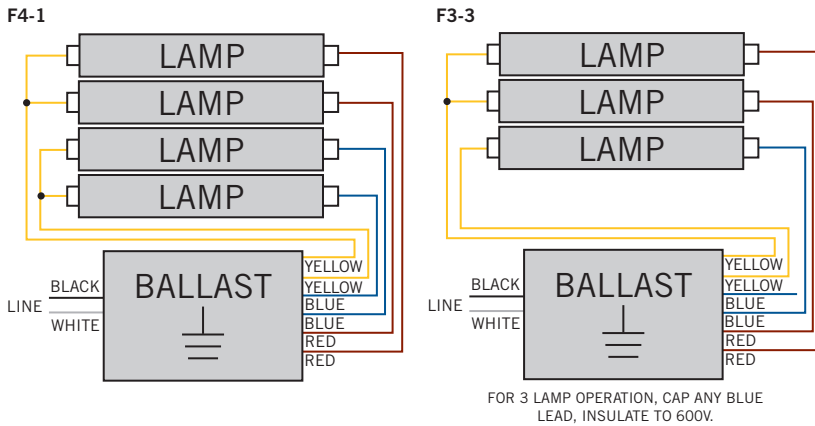 F4-1
LAMP
LAMP
LAMP
LAMP
BALLAST
LINE
BLACK
WHITE
YELLOW
YELLOW
BLUE
BLUE
RED
RED
F3-3
LAMP
LAMP
LAMP
BALLAST
LINE
BLACK
WHITE
YELLOW
YELLOW
BLUE
BLUE
RED
RED
FOR 3 LAMP OPERATION, CAP ANY BLUE
LEAD, INSULATE TO 600V.